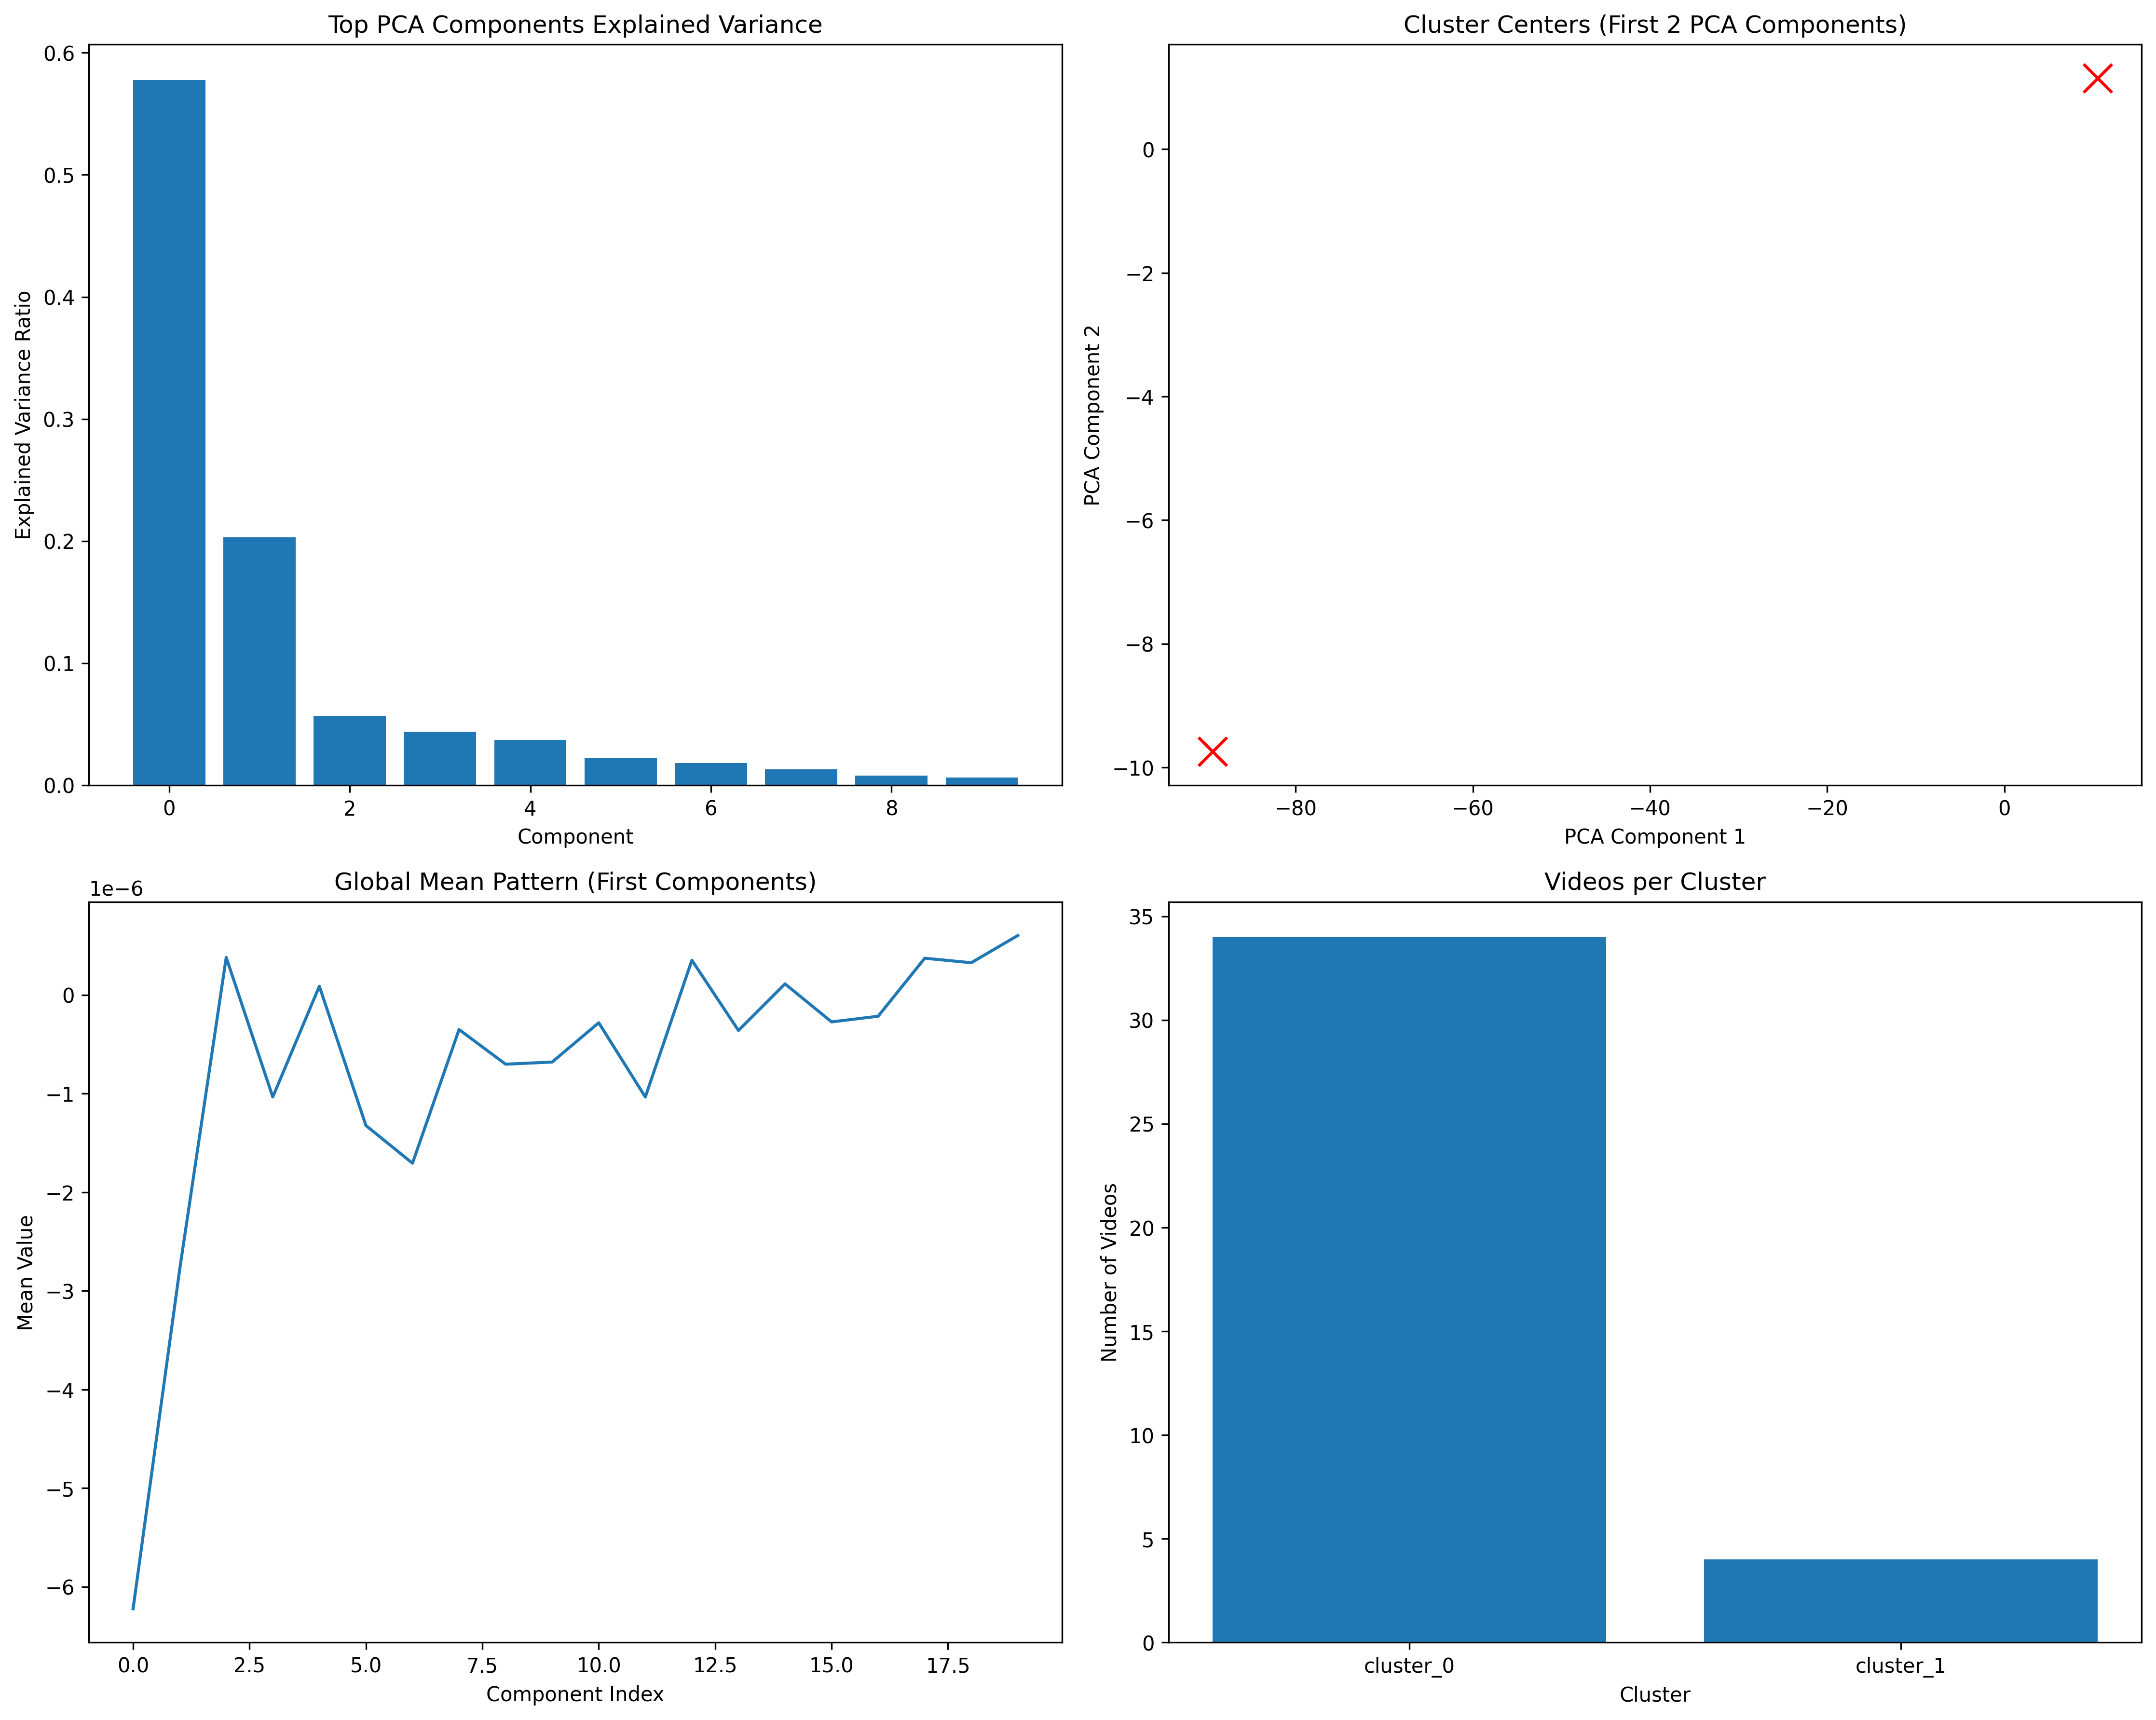 Top PCA Components Explained Variance
Explained Variance Ratio
0.6
0.5
0.4
0.3
0.2
0.1
0.0
0 2 4 6 8
Component
Cluster Centers (First 2 PCA Components)
PCA Component 2
0
−2
−4
−6
−8
−10
−80 −60 −40 −20 0
PCA Component 1
Global Mean Pattern (First Components)
1e−6
Mean Value
0
−1
−2
−3
−4
−5
−6
0.0 2.5 5.0 7.5 10.0 12.5 15.0 17.5
Component Index
Videos per Cluster
Number of Videos
35
30
25
20
15
10
5
0
cluster_0 cluster_1
Cluster